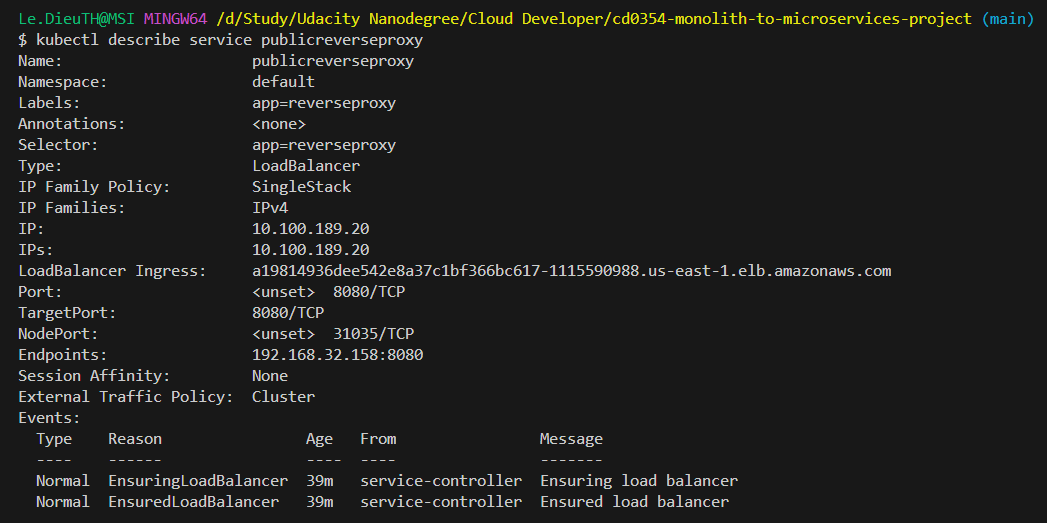 Le.DieuTH@MSI MINGW64 /d/Study/Udacity Nanodegree/Cloud Developer/cd0354-monolith-to-microservices-project (main)
$ kubectl describe service publicreverseproxy
Name:                     publicreverseproxy
Namespace:                default
Labels:                   app=reverseproxy
Annotations:              <none>
Selector:                 app=reverseproxy
Type:                     LoadBalancer
IP Family Policy:         SingleStack
IP Families:              IPv4
IP:                       10.100.189.20
IPs:                      10.100.189.20
LoadBalancer Ingress:     a19814936dee542e8a37c1bf366bc617-1115590988.us-east-1.elb.amazonaws.com
Port:                     <unset>  8080/TCP
TargetPort:               8080/TCP
NodePort:                 <unset>  31035/TCP
Endpoints:                192.168.32.158:8080
Session Affinity:         None
External Traffic Policy:  Cluster
Events:
  Type    Reason                Age   From                Message
  ----    ------                ----  ----                -------
  Normal  EnsuringLoadBalancer  39m   service-controller  Ensuring load balancer
  Normal  EnsuredLoadBalancer   39m   service-controller  Ensured load balancer